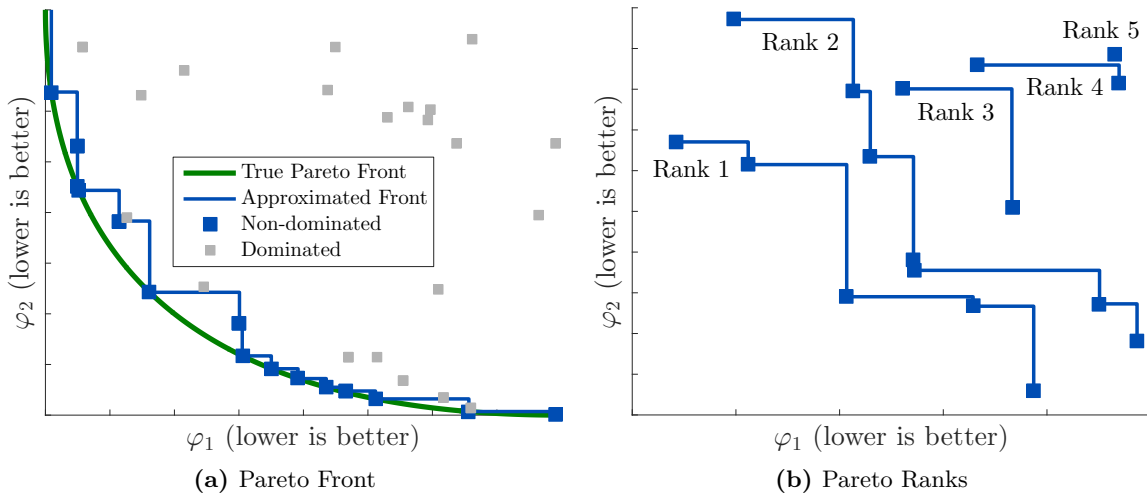 φ2 (lower is better)
True Pareto Front
Approximated Front
Non-dominated
Dominated
φ1 (lower is better)
(a) Pareto Front
φ2 (lower is better)
Rank 1
Rank 2
Rank 3
Rank 4
Rank 5
φ1 (lower is better)
(b) Pareto Ranks